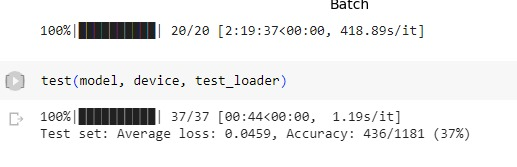 Batch
100%|██████████| 20/20 [2:19:37<00:00, 418.89s/it]
test(model, device, test_loader)
100%|██████████| 37/37 [00:44<00:00,  1.19s/it]
Test set: Average loss: 0.0459, Accuracy: 436/1181 (37%)